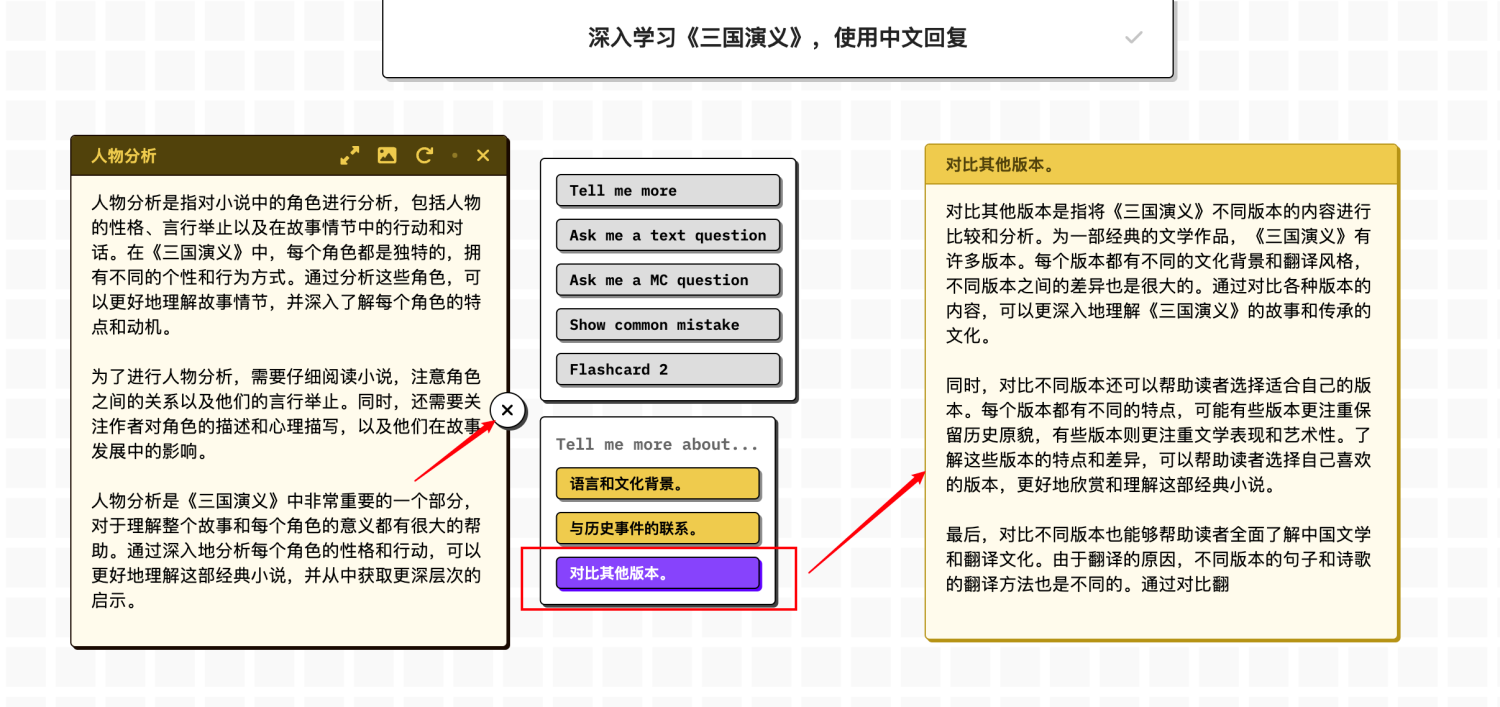 深入学习《三国演义》，使用中文回复
人物分析
人物分析是指对小说中的角色进行分析，包括人物
的性格、言行举止以及在故事情节中的行动和对
话。在《三国演义》中，每个角色都是独特的，拥
有不同的个性和行为方式。通过分析这些角色，可
以更好地理解故事情节，并深入了解每个角色的特
点和动机。
为了进行人物分析，需要仔细阅读小说，注意角色
之间的关系以及他们的言行举止。同时，还需要关
注作者对角色的描述和心理描写，以及他们在故事
发展中的影响。
人物分析是《三国演义》中非常重要的一个部分，
对于理解整个故事和每个角色的意义都有很大的帮
助。通过深入地分析每个角色的性格和行动，可以
更好地理解这部经典小说，并从中获取更深层次的
启示。
Tell me more
Ask me a text question
Ask me a MC question
Show common mistake
Flashcard 2
Tell me more about...
语言和文化背景。
与历史事件的联系。
对比其他版本。
对比其他版本。
对比其他版本是指将《三国演义》不同版本的内容进行
比较和分析。为一部经典的文学作品，《三国演义》有
许多版本。每个版本都有不同的文化背景和翻译风格，
不同版本之间的差异也是很大的。通过对比各种版本的
内容，可以更深入地理解《三国演义》的故事和传承的
文化。
同时，对比不同版本还可以帮助读者选择适合自己的版
本。每个版本都有不同的特点，可能有些版本更注重保
留历史原貌，有些版本则更注重文学表现和艺术性。了
解这些版本的特点和差异，可以帮助读者选择自己喜欢
的版本，更好地欣赏和理解这部经典小说。
最后，对比不同版本也能够帮助读者全面了解中国文学
和翻译文化。由于翻译的原因，不同版本的句子和诗歌
的翻译方法也是不同的。通过对比翻